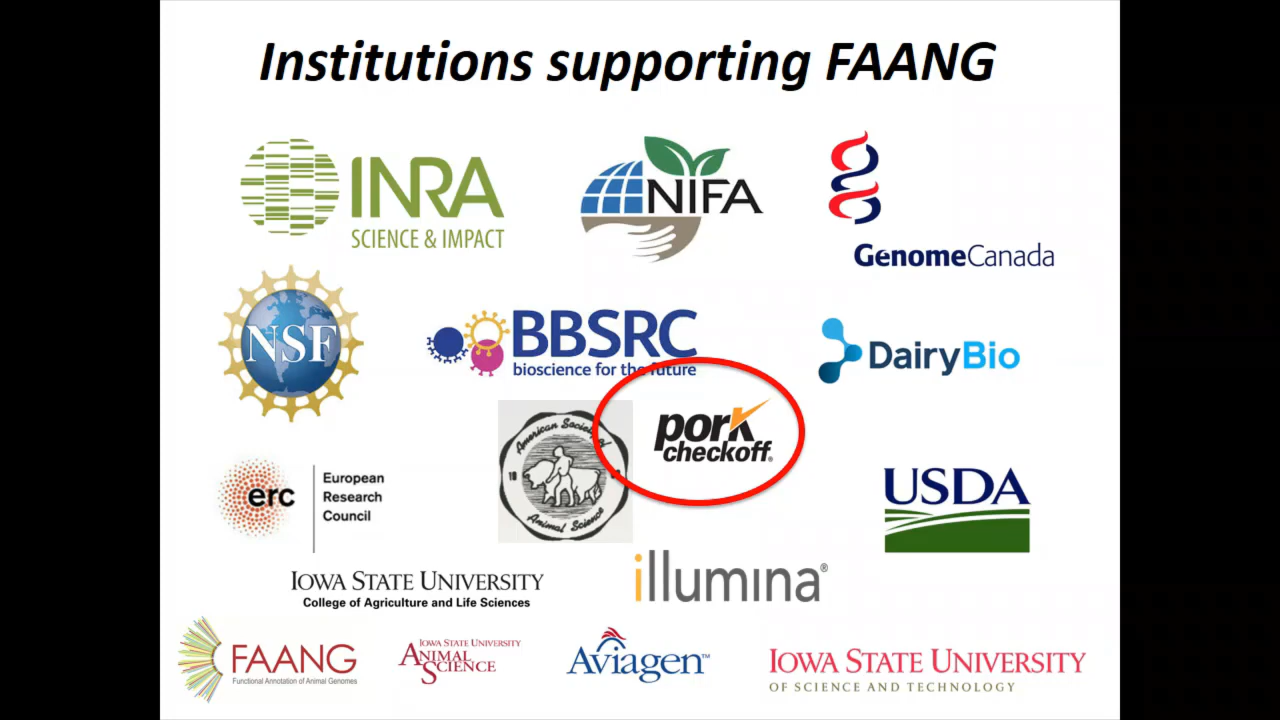 Institutions supporting FAANG
INRA
SCIENCE & IMPACT
NIFA
GenomeCanada
NSF
BBSRC
bioscience for the future
DairyBio
American Society of
18
Animal Science
pork
checkoff®
erc
European
Research
Council
USDA
IOWA STATE UNIVERSITY
College of Agriculture and Life Sciences
illumina®
FAANG
Functional Annotation of Animal Genomes
IOWA STATE UNIVERSITY
ANIMAL
SCIENCE
Aviagen™
IOWA STATE UNIVERSITY
OF SCIENCE AND TECHNOLOGY